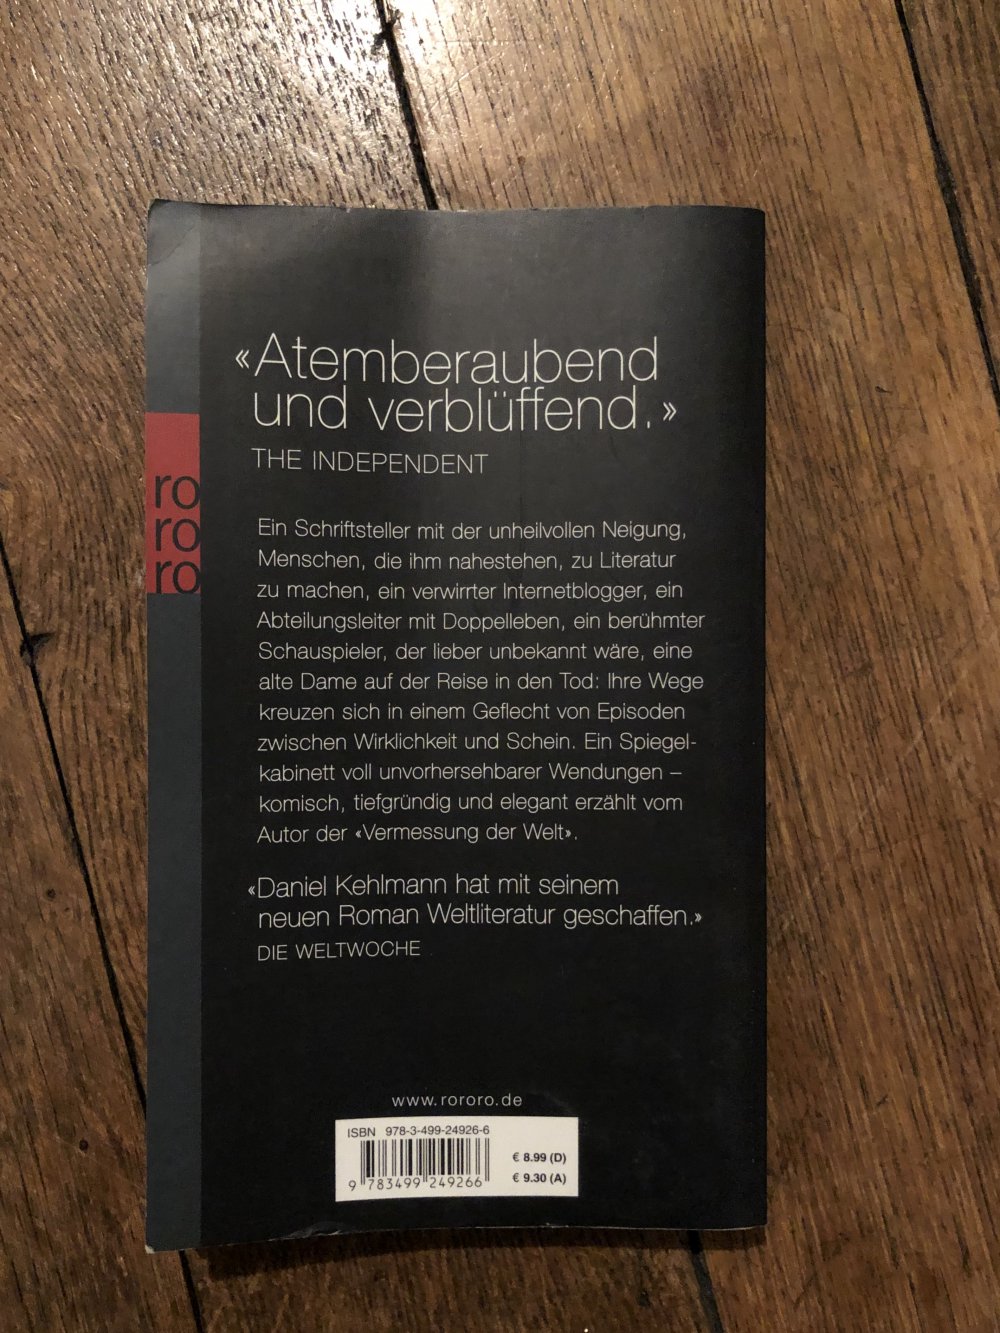 «Atemberaubend
und verblüffend.»
THE INDEPENDENT
ro
ro
ro
Ein Schriftsteller mit der unheilvollen Neigung,
Menschen, die ihm nahestehen, zu Literatur
zu machen, ein verwirrter Internetblogger, ein
Abteilungsleiter mit Doppelleben, ein berühmter
Schauspieler, der lieber unbekannt wäre, eine
alte Dame auf der Reise in den Tod: Ihre Wege
kreuzen sich in einem Geflecht von Episoden
zwischen Wirklichkeit und Schein. Ein Spiegel-
kabinett voll unvorhersehbarer Wendungen –
komisch, tiefgründig und elegant erzählt vom
Autor der «Vermessung der Welt».
«Daniel Kehlmann hat mit seinem
neuen Roman Weltliteratur geschaffen.»
DIE WELTWOCHE
www.rororo.de
ISBN 978-3-499-24926-6
€ 8.99 (D)
€ 9.30 (A)
9 783499 249266